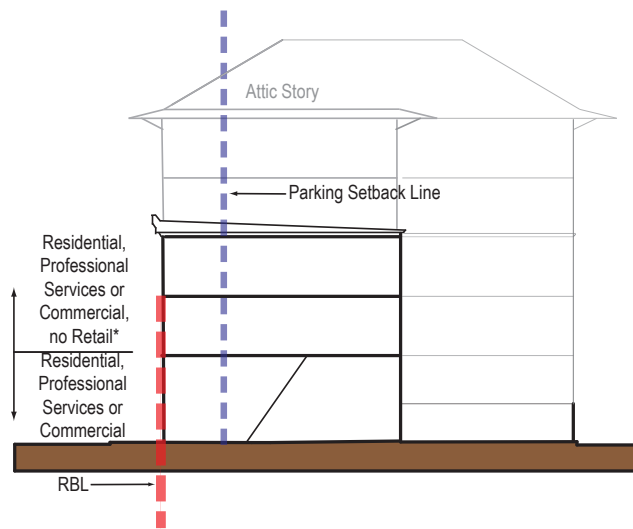 Attic Story
Parking Setback Line
Residential,
Professional
Services or
Commercial,
no Retail*
Residential,
Professional
Services or
Commercial
RBL